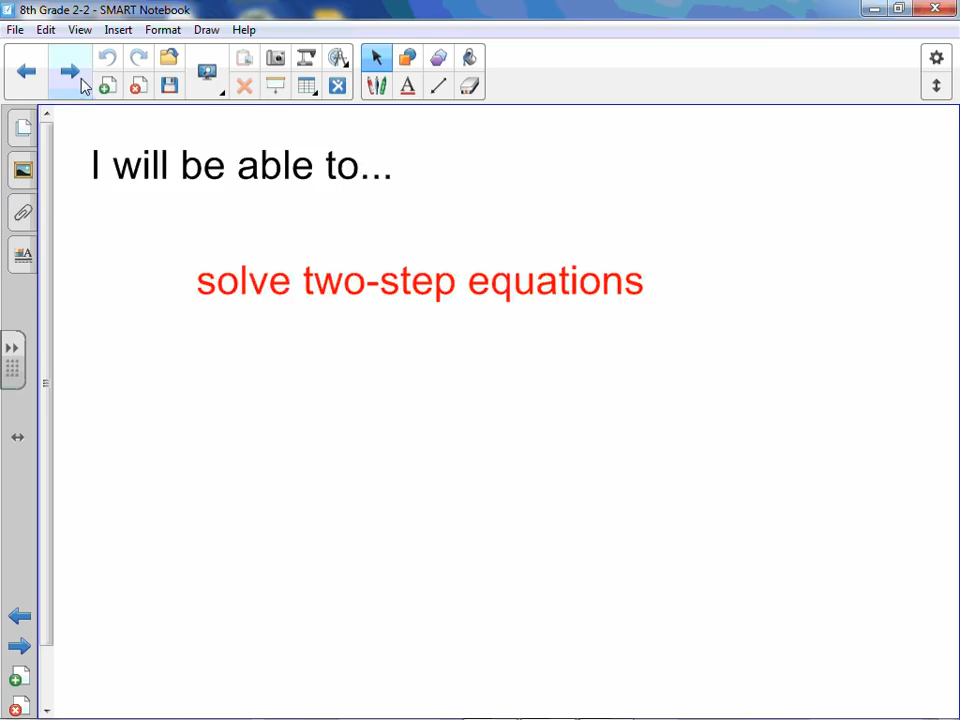 8th Grade 2-2 - SMART Notebook
File Edit View Insert Format Draw Help
I will be able to...
solve two-step equations